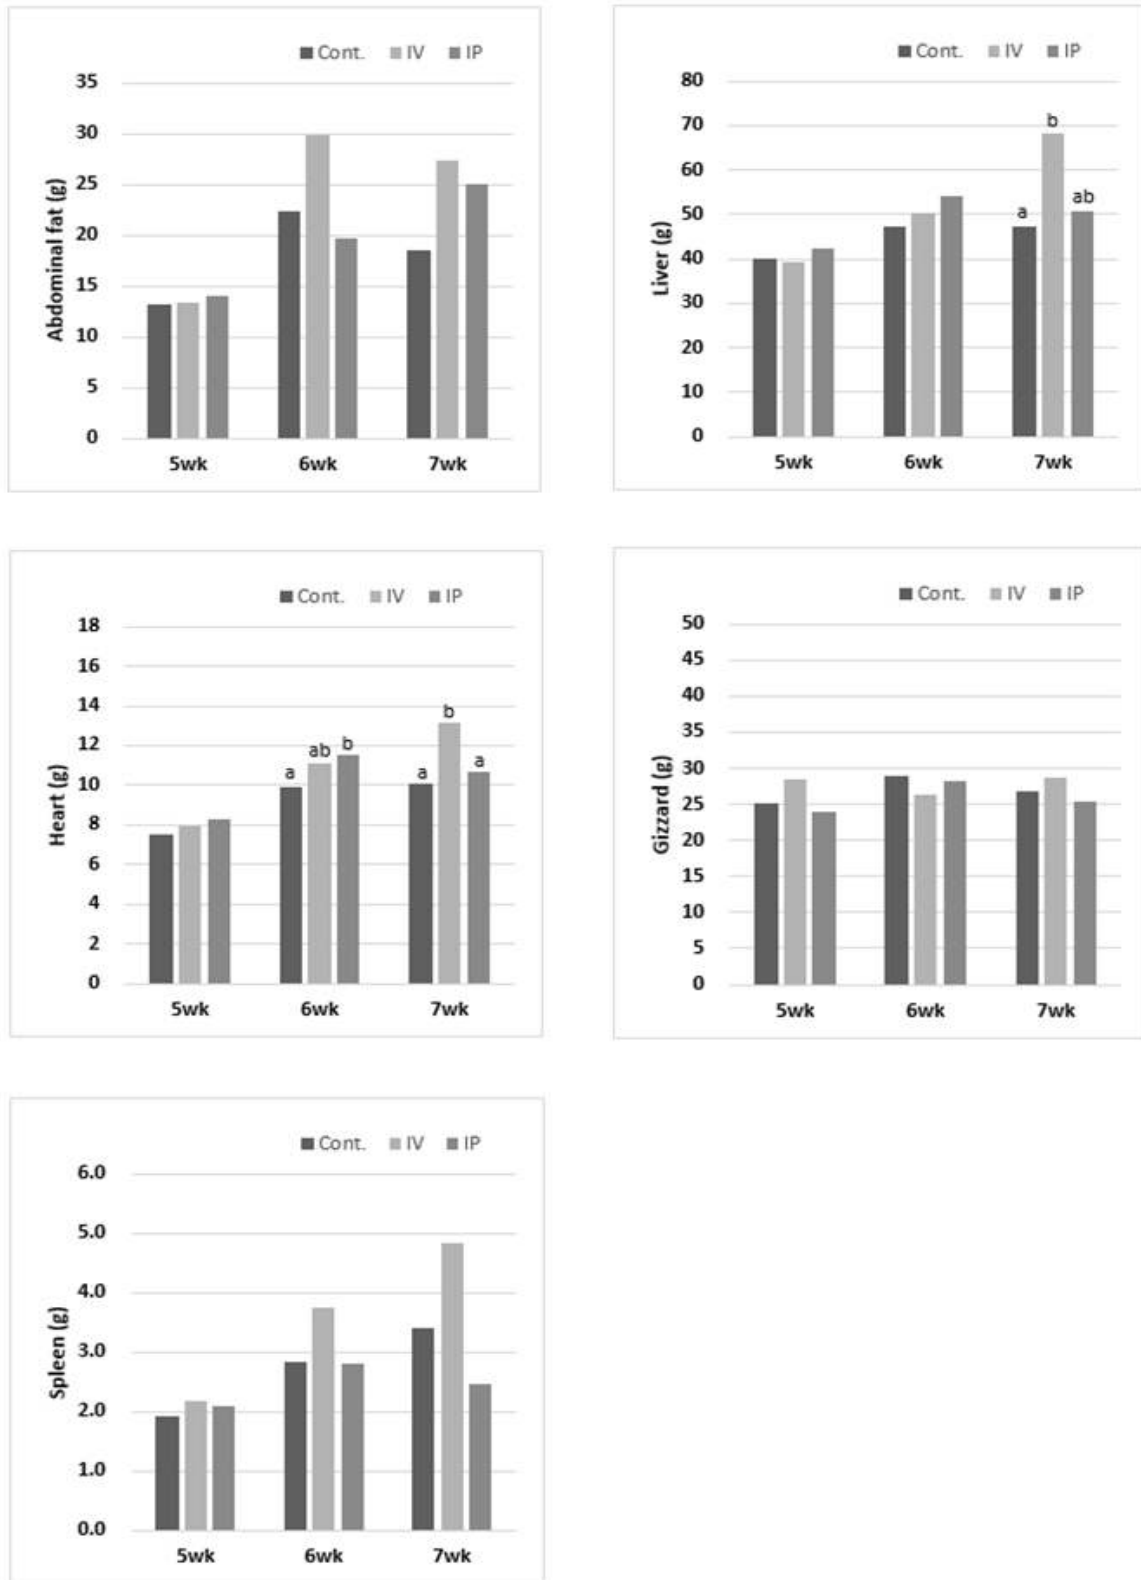 Cont. IV IP
35
30
25
20
15
10
5
0
Abdominal fat (g)
5wk 6wk 7wk
Cont. IV IP
80
70
60
50
40
30
20
10
0
Liver (g)
a b ab
5wk 6wk 7wk
Cont. IV IP
18
16
14
12
10
8
6
4
2
0
Heart (g)
a ab b a b a
5wk 6wk 7wk
Cont. IV IP
50
45
40
35
30
25
20
15
10
5
0
Gizzard (g)
5wk 6wk 7wk
Cont. IV IP
6.0
5.0
4.0
3.0
2.0
1.0
0.0
Spleen (g)
5wk 6wk 7wk